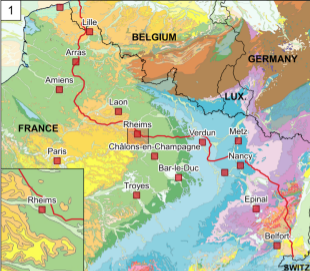 1
Lille
BELGIUM
Arras
GERMANY
Amiens
Laon
LUX.
FRANCE
Rheims
Verdun
Metz
Châlons-en-Champagne
Paris
Nancy
Bar-le-Duc
Troyes
Rheims
Epinal
Belfort
SWITZ